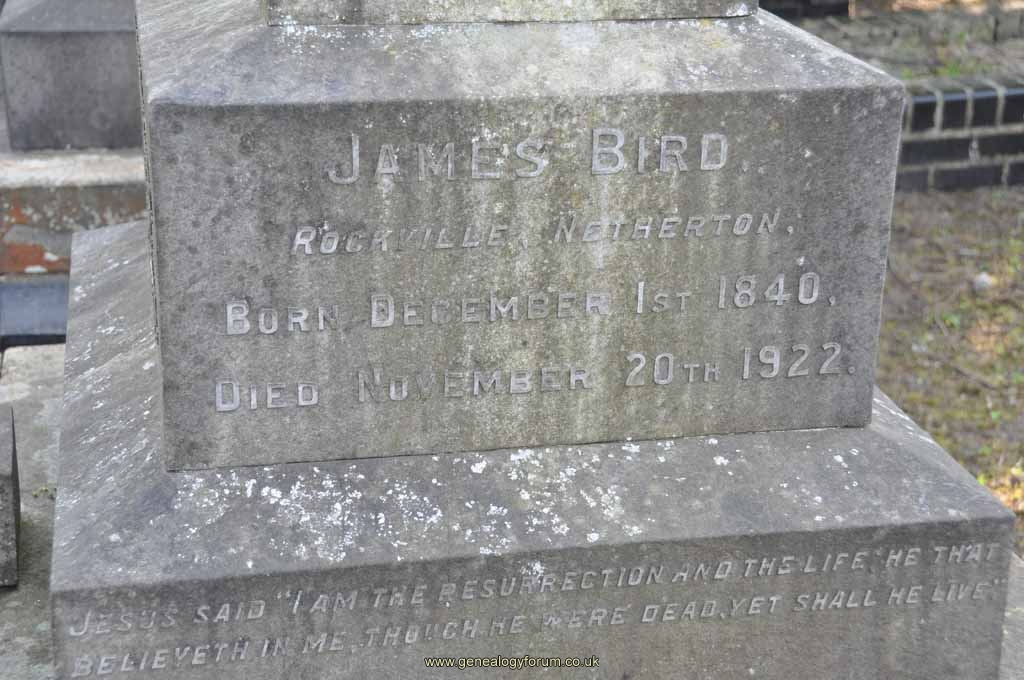 JAMES BIRD.
ROCKVILLE, NETHERTON,
BORN DECEMBER 1ST 1840,
DIED NOVEMBER 20TH 1922.
JESUS SAID "I AM THE RESURRECTION AND THE LIFE, HE THAT
BELIEVETH IN ME, THOUGH HE WERE DEAD, YET SHALL HE LIVE."
www.genealogyforum.co.uk